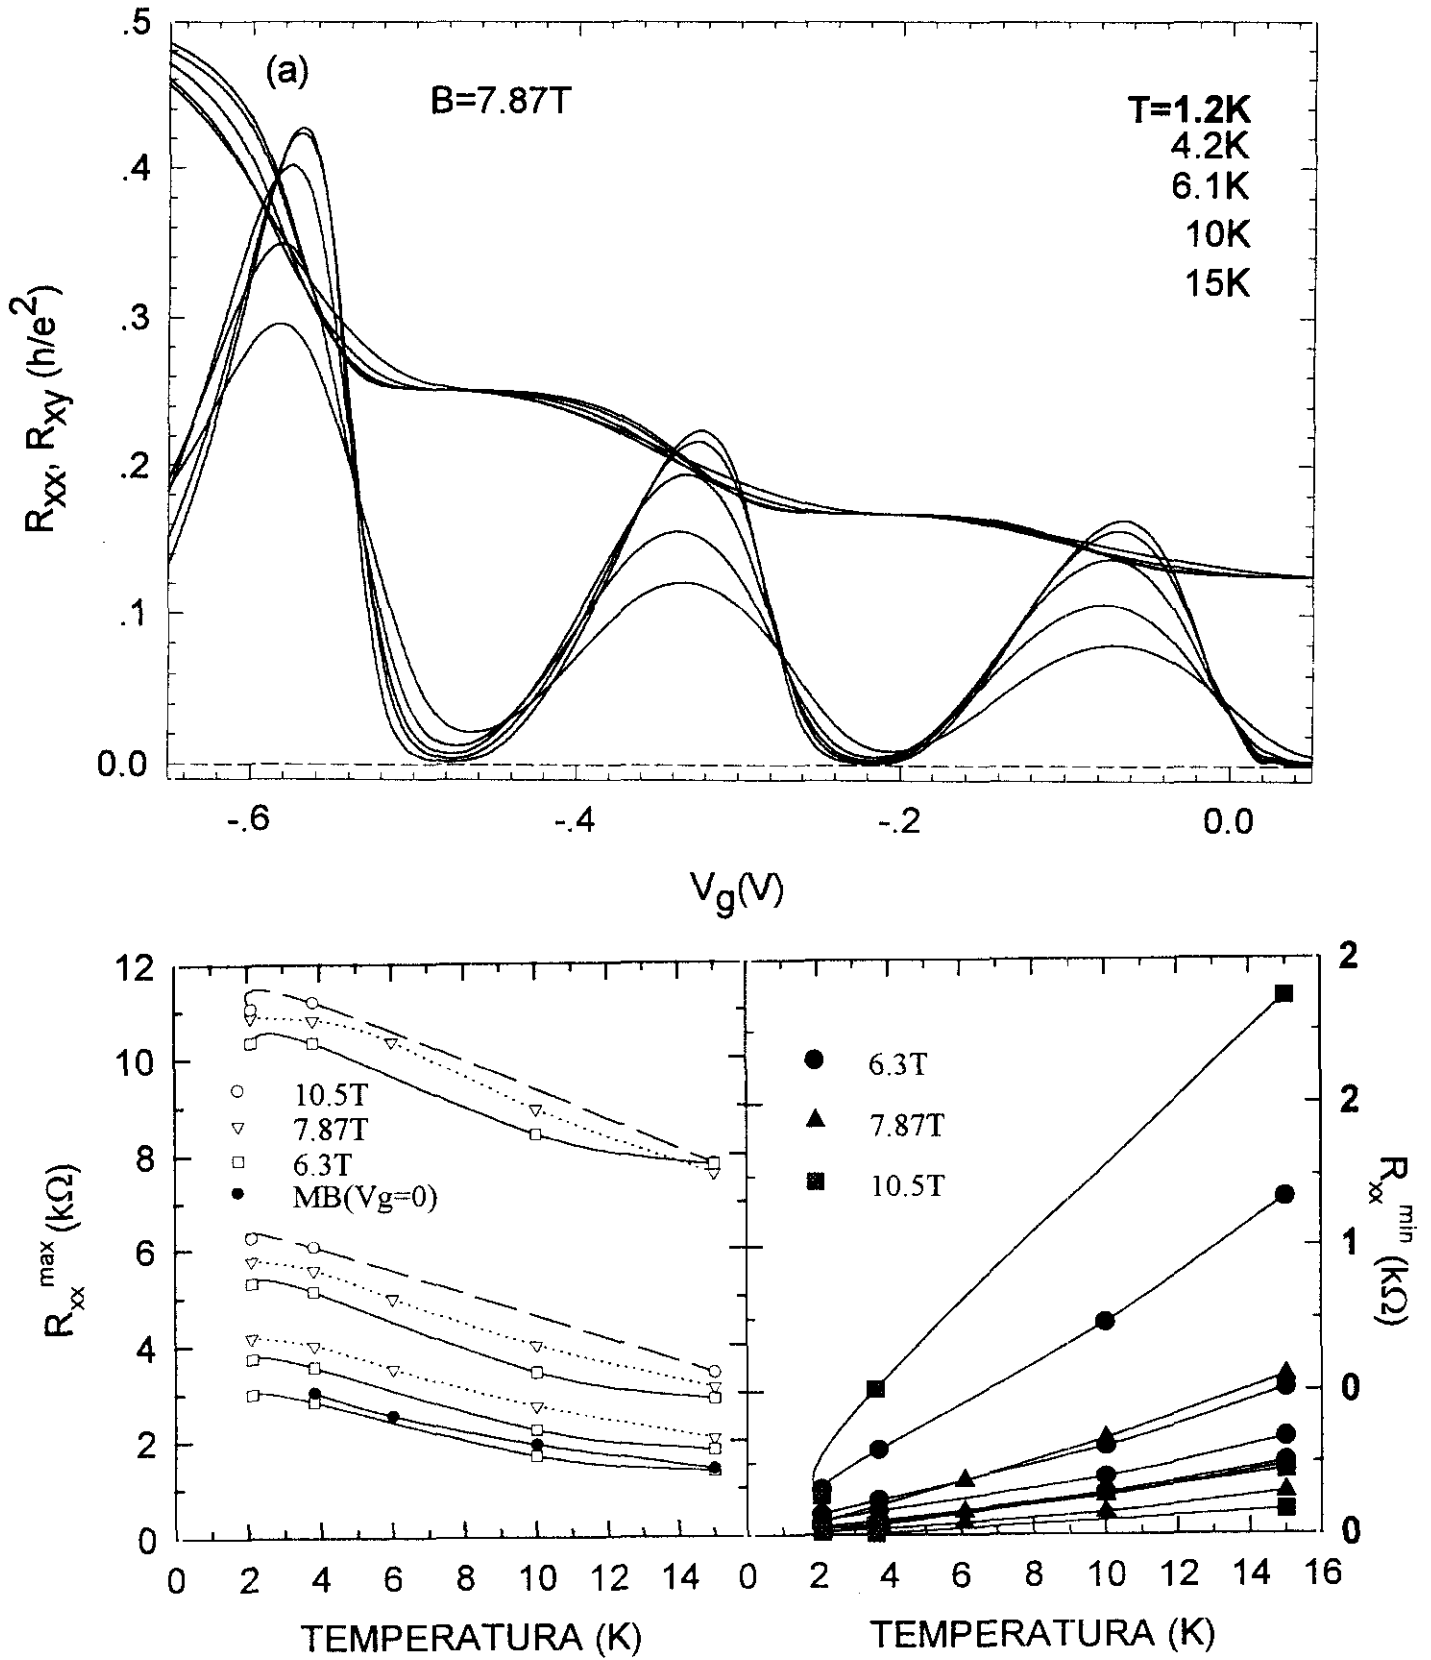 .5
(a)
B=7.87T
T=1.2K
4.2K
6.1K
10K
15K
.4
.3
.2
.1
0.0
R_xx, R_xy (h/e²)
-.6 -.4 -.2 0.0
V_g(V)
12
10
8
6
4
2
0
R_xx^max (kΩ)
10.5T
7.87T
6.3T
MB(Vg=0)
0 2 4 6 8 10 12 14
TEMPERATURA (K)
6.3T
7.87T
10.5T
2
2
1
0
0
R_xx^min (kΩ)
0 2 4 6 8 10 12 14 16
TEMPERATURA (K)